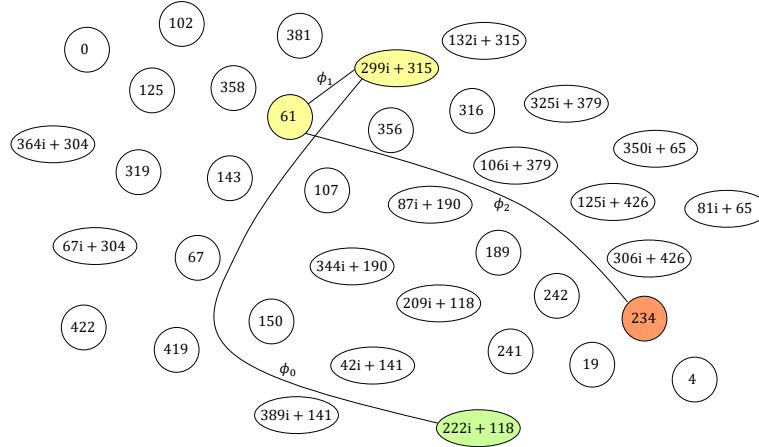 102
0
381
132i + 315
299i + 315
ϕ₁
125
358
325i + 379
316
61
356
364i + 304
350i + 65
106i + 379
319
143
107
125i + 426
87i + 190
ϕ₂
81i + 65
67i + 304
67
189
306i + 426
344i + 190
209i + 118
242
234
422
150
419
241
42i + 141
19
ϕ₀
4
389i + 141
222i + 118